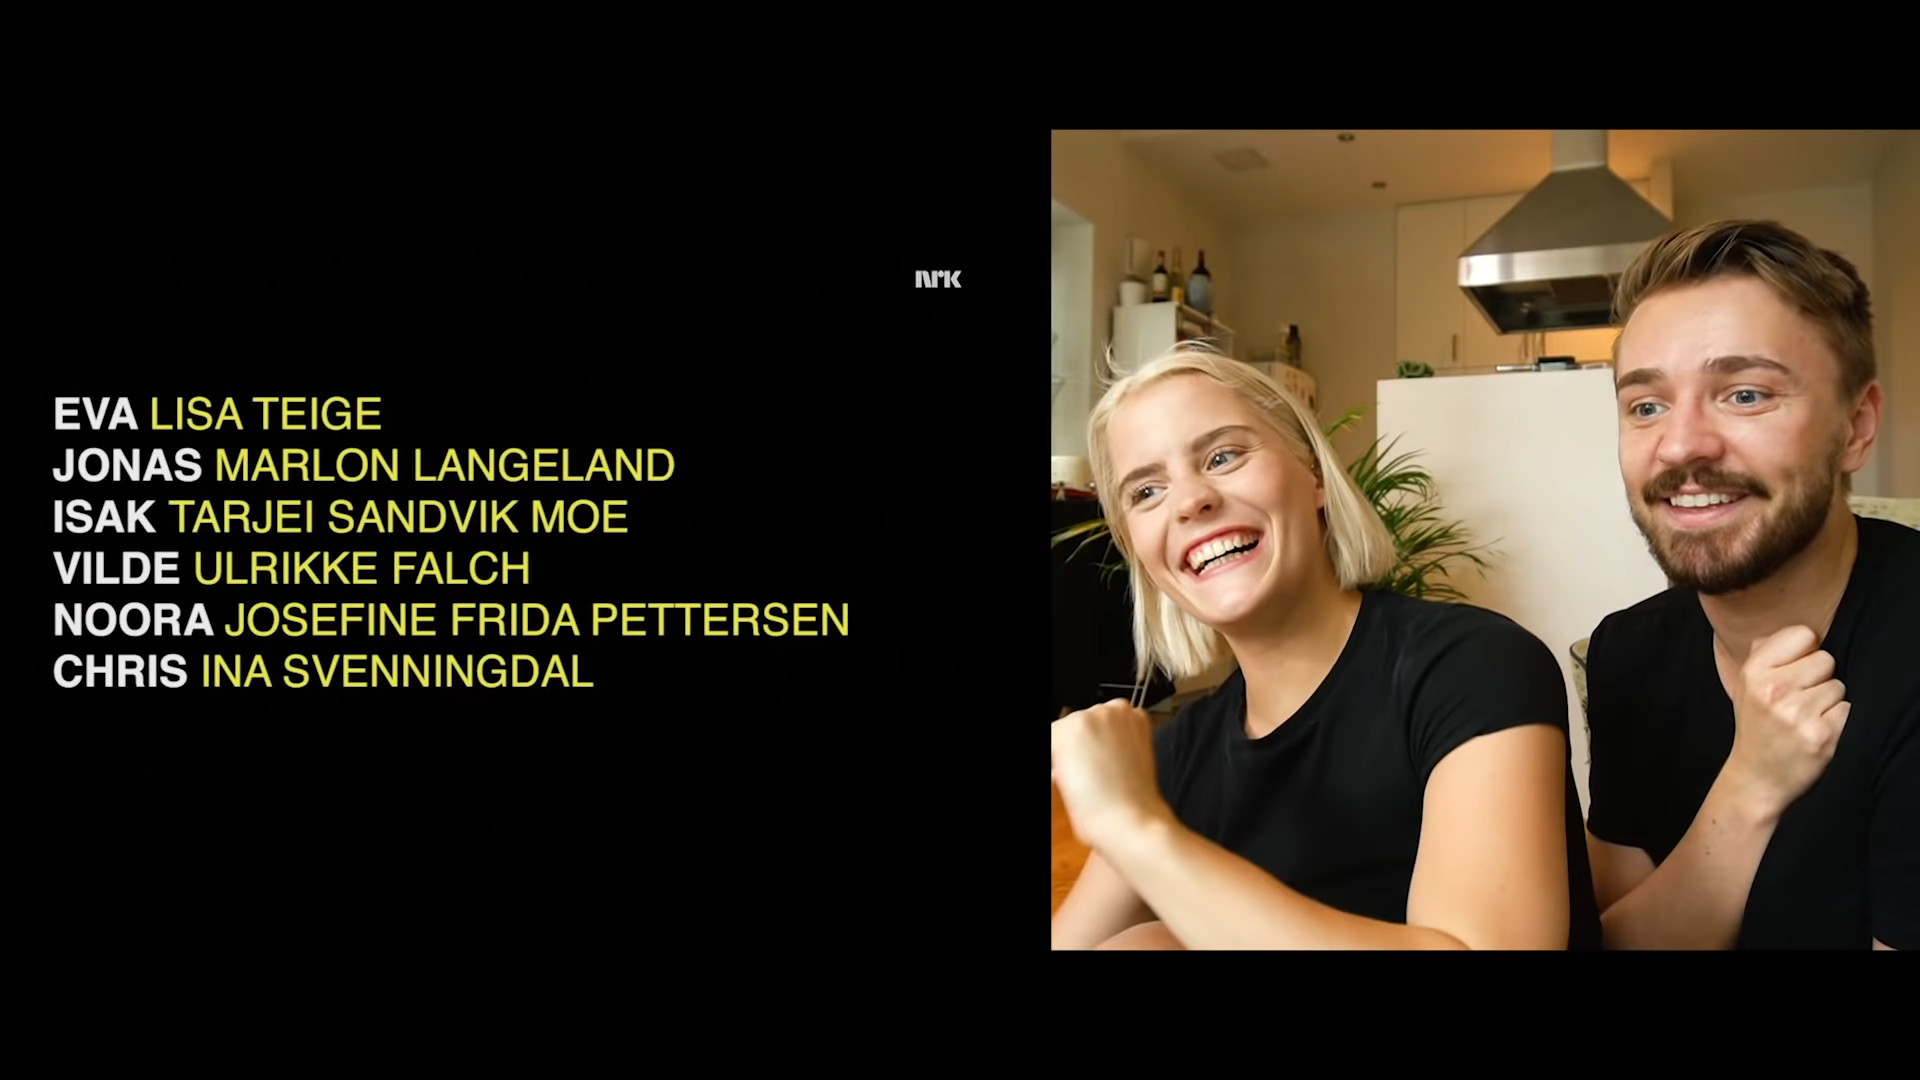 nrk
EVA LISA TEIGE
JONAS MARLON LANGELAND
ISAK TARJEI SANDVIK MOE
VILDE ULRIKKE FALCH
NOORA JOSEFINE FRIDA PETTERSEN
CHRIS INA SVENNINGDAL